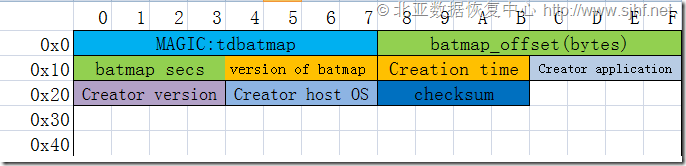 © 北亚数据恢复中心 http://www.sjhf.net
0 1 2 3 4 5 6 7 8 9 A B C D E F
0x0 MAGIC:tdbatmap batmap_offset(bytes)
0x10 batmap secs version of batmap Creation time Creator application
0x20 Creator version Creator host OS checksum
0x30
0x40